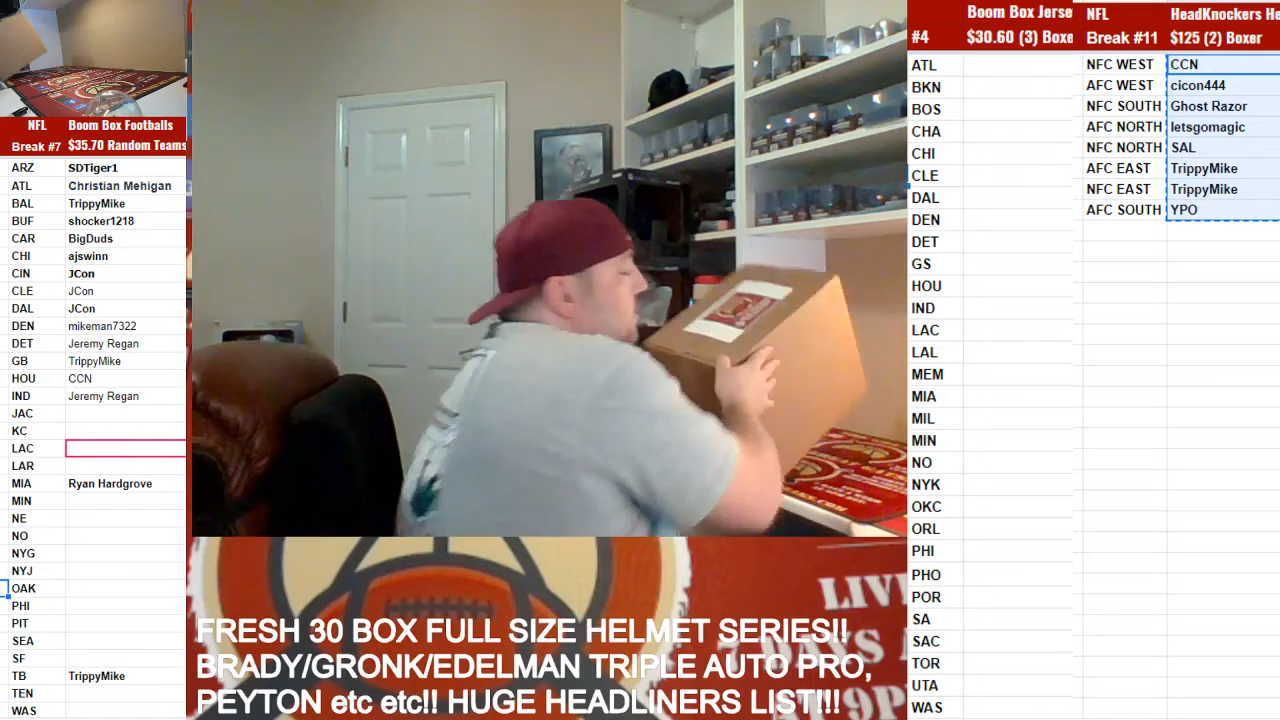 NFL Boom Box Footballs
Break #7 $35.70 Random Teams
ARZ SDTiger1
ATL Christian Mehigan
BAL TrippyMike
BUF shocker1218
CAR BigDuds
CHI ajswinn
CIN JCon
CLE JCon
DAL JCon
DEN mikeman7322
DET Jeremy Regan
GB TrippyMike
HOU CCN
IND Jeremy Regan
JAC
KC
LAC
LAR
MIA Ryan Hardgrove
MIN
NE
NO
NYG
NYJ
OAK
PHI
PIT
SEA
SF
TB TrippyMike
TEN
WAS
LIV
7 DAYS A
AT 9P
FRESH 30 BOX FULL SIZE HELMET SERIES!!
BRADY/GRONK/EDELMAN TRIPLE AUTO PRO,
PEYTON etc etc!! HUGE HEADLINERS LIST!!!
Boom Box Jerse
#4 $30.60 (3) Boxe
ATL
BKN
BOS
CHA
CHI
CLE
DAL
DEN
DET
GS
HOU
IND
LAC
LAL
MEM
MIA
MIL
MIN
NO
NYK
OKC
ORL
PHI
PHO
POR
SA
SAC
TOR
UTA
WAS
NFL HeadKnockers He
Break #11 $125 (2) Boxer
NFC WEST CCN
AFC WEST cicon444
NFC SOUTH Ghost Razor
AFC NORTH letsgomagic
NFC NORTH SAL
AFC EAST TrippyMike
NFC EAST TrippyMike
AFC SOUTH YPO